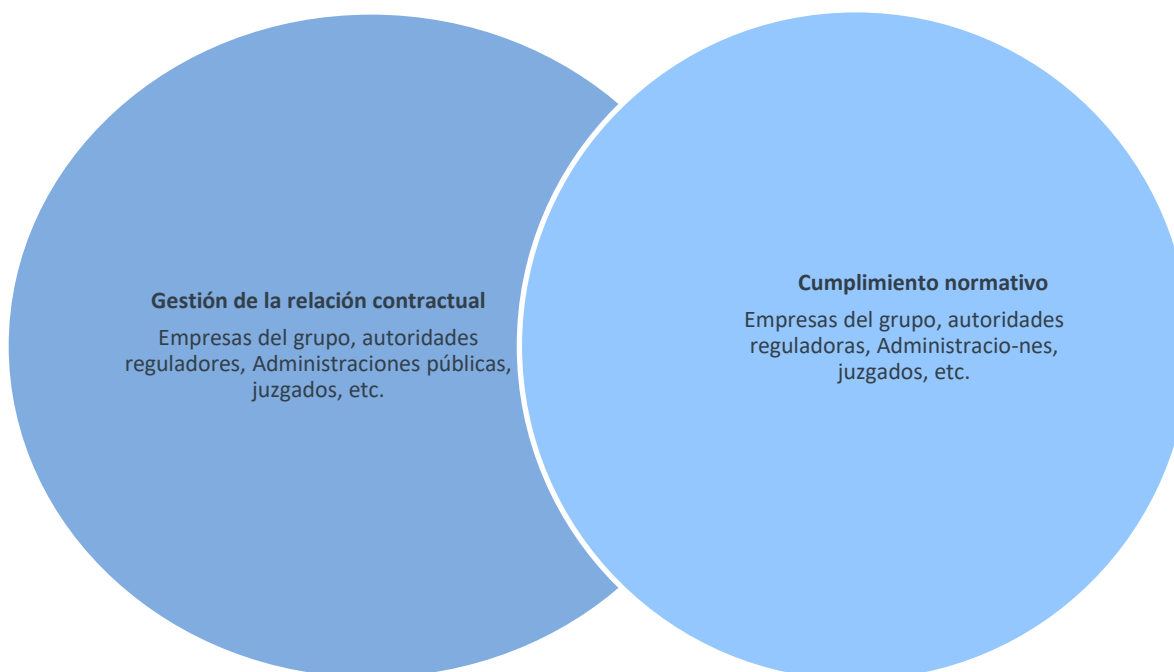 Gestión de la relación contractual
Empresas del grupo, autoridades
reguladores, Administraciones públicas,
juzgados, etc.
Cumplimiento normativo
Empresas del grupo, autoridades
reguladoras, Administracio-nes,
juzgados, etc.